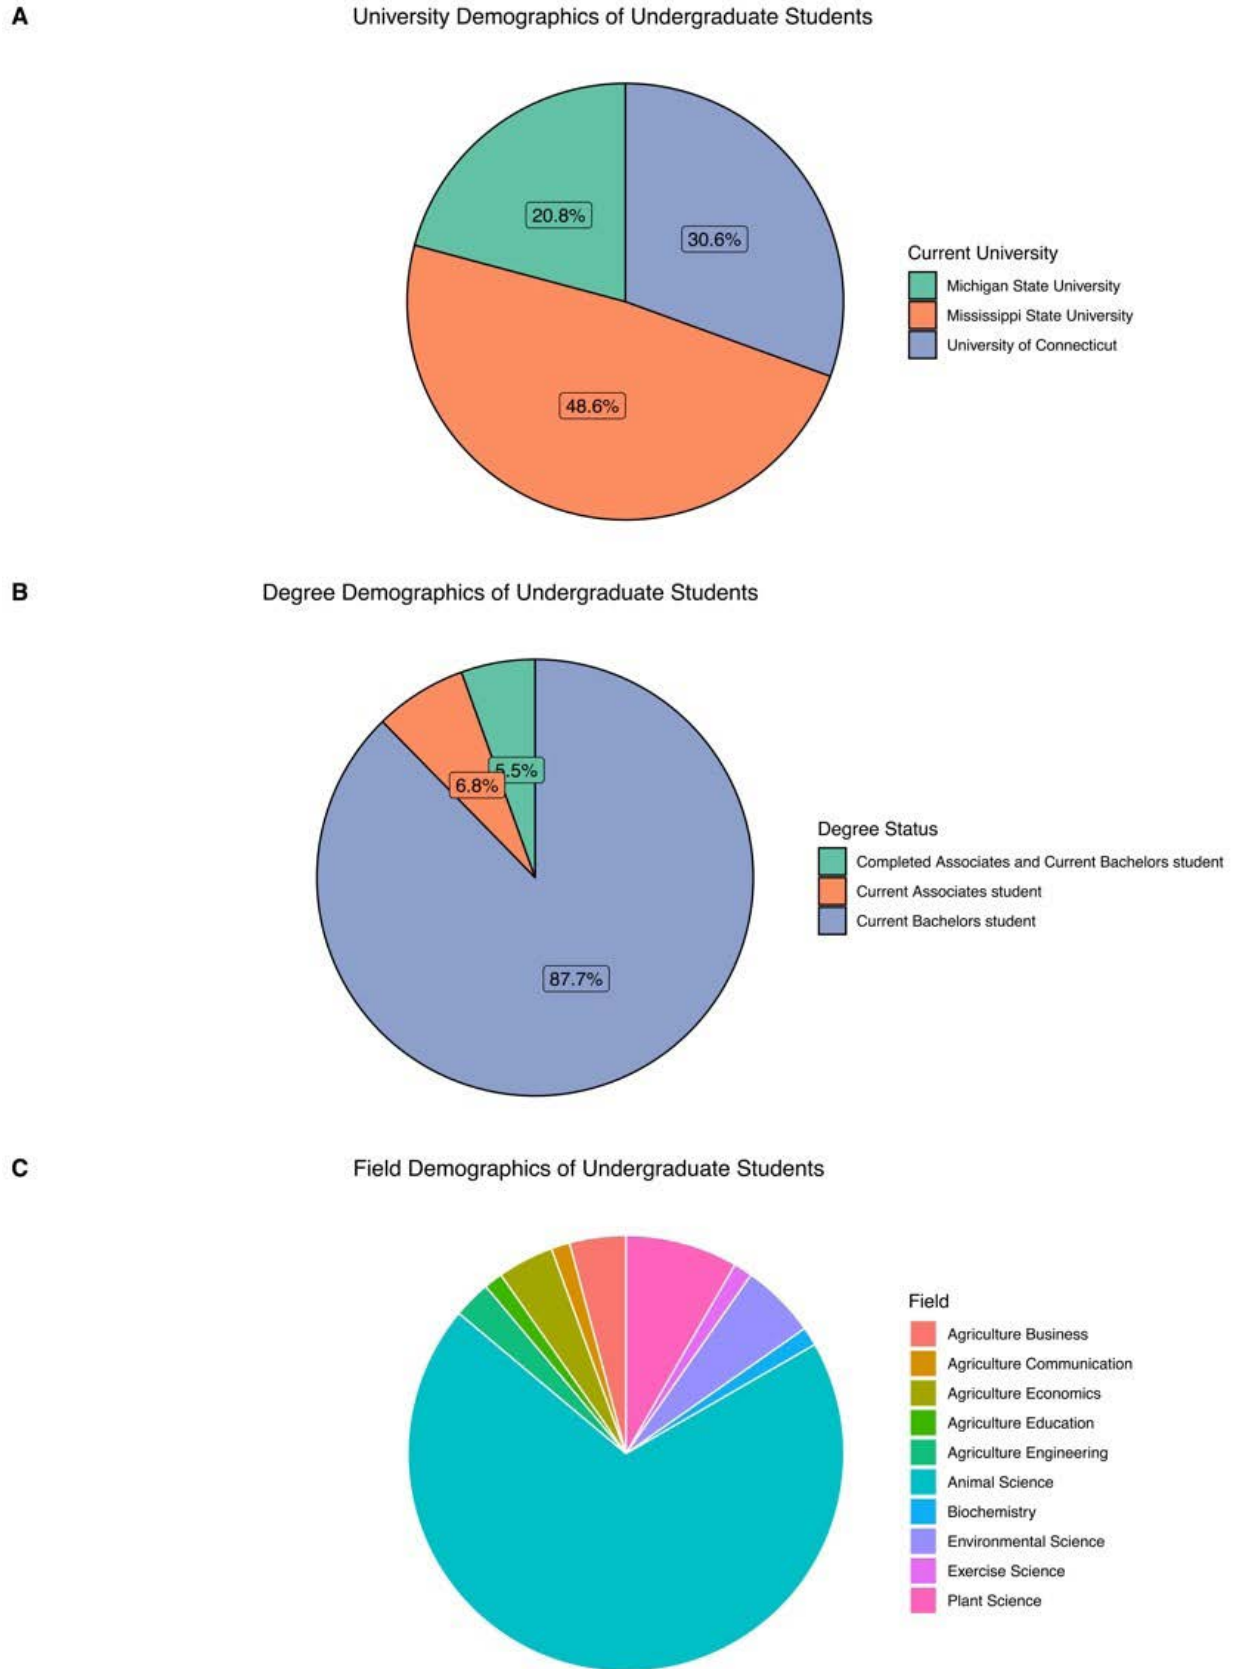 A
University Demographics of Undergraduate Students
20.8%
30.6%
48.6%
Current University
Michigan State University
Mississippi State University
University of Connecticut
B
Degree Demographics of Undergraduate Students
5.5%
6.8%
87.7%
Degree Status
Completed Associates and Current Bachelors student
Current Associates student
Current Bachelors student
C
Field Demographics of Undergraduate Students
Field
Agriculture Business
Agriculture Communication
Agriculture Economics
Agriculture Education
Agriculture Engineering
Animal Science
Biochemistry
Environmental Science
Exercise Science
Plant Science